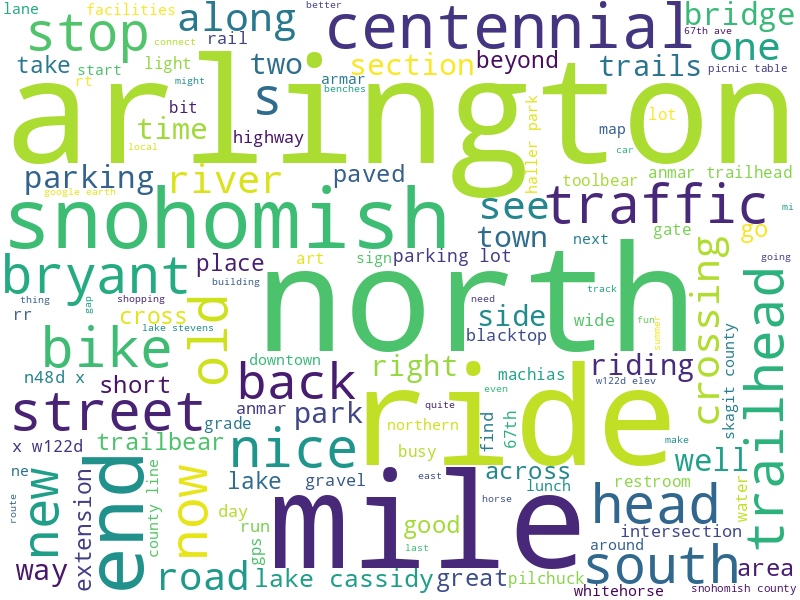 lane facilities better bridge
stop along centennial 67th ave
connect rail one
take start light two section beyond trails picnic table
rt might armar benches
arlington
bit s lot
time highway haller park map
local car
parking river paved toolbear anmar trailhead
google earth
snohomish see traffic mi
town next gate go
bryant place art sign parking lot crossing going
building
thing gap shopping north need track
rr cross old side wide fun summer
lake stevens blacktop
bike downtown right machias riding skagit county
n48d x short back ride w122d elev even
street anmar park quite northern find 67th make
grade
x w122d trailbear nice busy well trailhead
ne new county line now lake gravel across restroom
extension end day mile east lunch horse head water
route run good intersection
gps last around
way road lake cassidy great pilchuck south area
whitehorse snohomish county